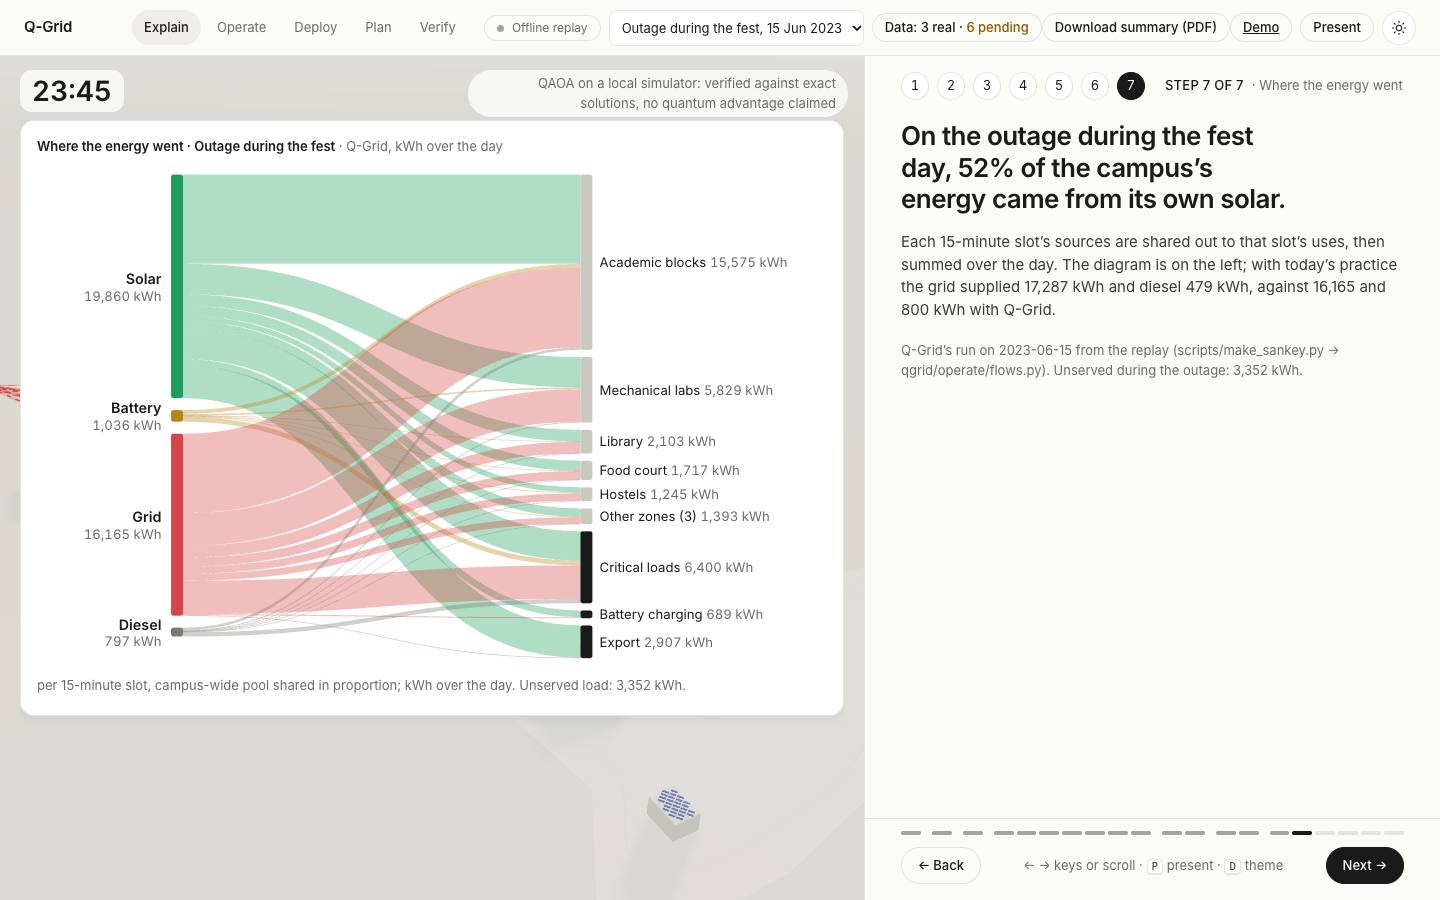 Q-Grid
Explain
Operate
Deploy
Plan
Verify
Offline replay
Outage during the fest, 15 Jun 2023
Data: 3 real · 6 pending
Download summary (PDF)
Demo
Present
23:45
QAOA on a local simulator: verified against exact
solutions, no quantum advantage claimed
Where the energy went · Outage during the fest · Q-Grid, kWh over the day
Solar
19,860 kWh
Battery
1,036 kWh
Grid
16,165 kWh
Diesel
797 kWh
Academic blocks 15,575 kWh
Mechanical labs 5,829 kWh
Library 2,103 kWh
Food court 1,717 kWh
Hostels 1,245 kWh
Other zones (3) 1,393 kWh
Critical loads 6,400 kWh
Battery charging 689 kWh
Export 2,907 kWh
per 15-minute slot, campus-wide pool shared in proportion; kWh over the day. Unserved load: 3,352 kWh.
1 2 3 4 5 6 7 STEP 7 OF 7 · Where the energy went
On the outage during the fest
day, 52% of the campus’s
energy came from its own solar.
Each 15-minute slot’s sources are shared out to that slot’s uses, then
summed over the day. The diagram is on the left; with today’s practice
the grid supplied 17,287 kWh and diesel 479 kWh, against 16,165 and
800 kWh with Q-Grid.
Q-Grid’s run on 2023-06-15 from the replay (scripts/make_sankey.py →
qgrid/operate/flows.py). Unserved during the outage: 3,352 kWh.
← Back
← → keys or scroll · P present · D theme
Next →